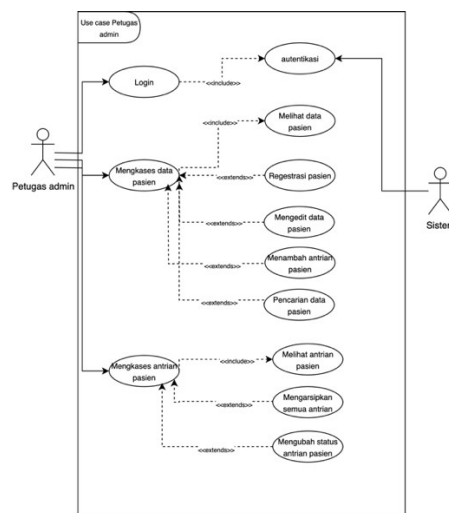 Use case Petugas
admin
Login
autentikasi
<<include>>
Melihat data
pasien
<<include>>
Petugas admin
Mengkases data
pasien
Regestrasi pasien
<<extends>>
Sistem
Mengedit data
pasien
<<extends>>
Menambah antrian
pasien
<<extends>>
Pencarian data
pasien
<<extends>>
Mengkases antrian
pasien
Melihat antrian
pasien
<<include>>
Mengarsipkan
semua antrian
<<extends>>
Mengubah status
antrian pasien
<<extends>>